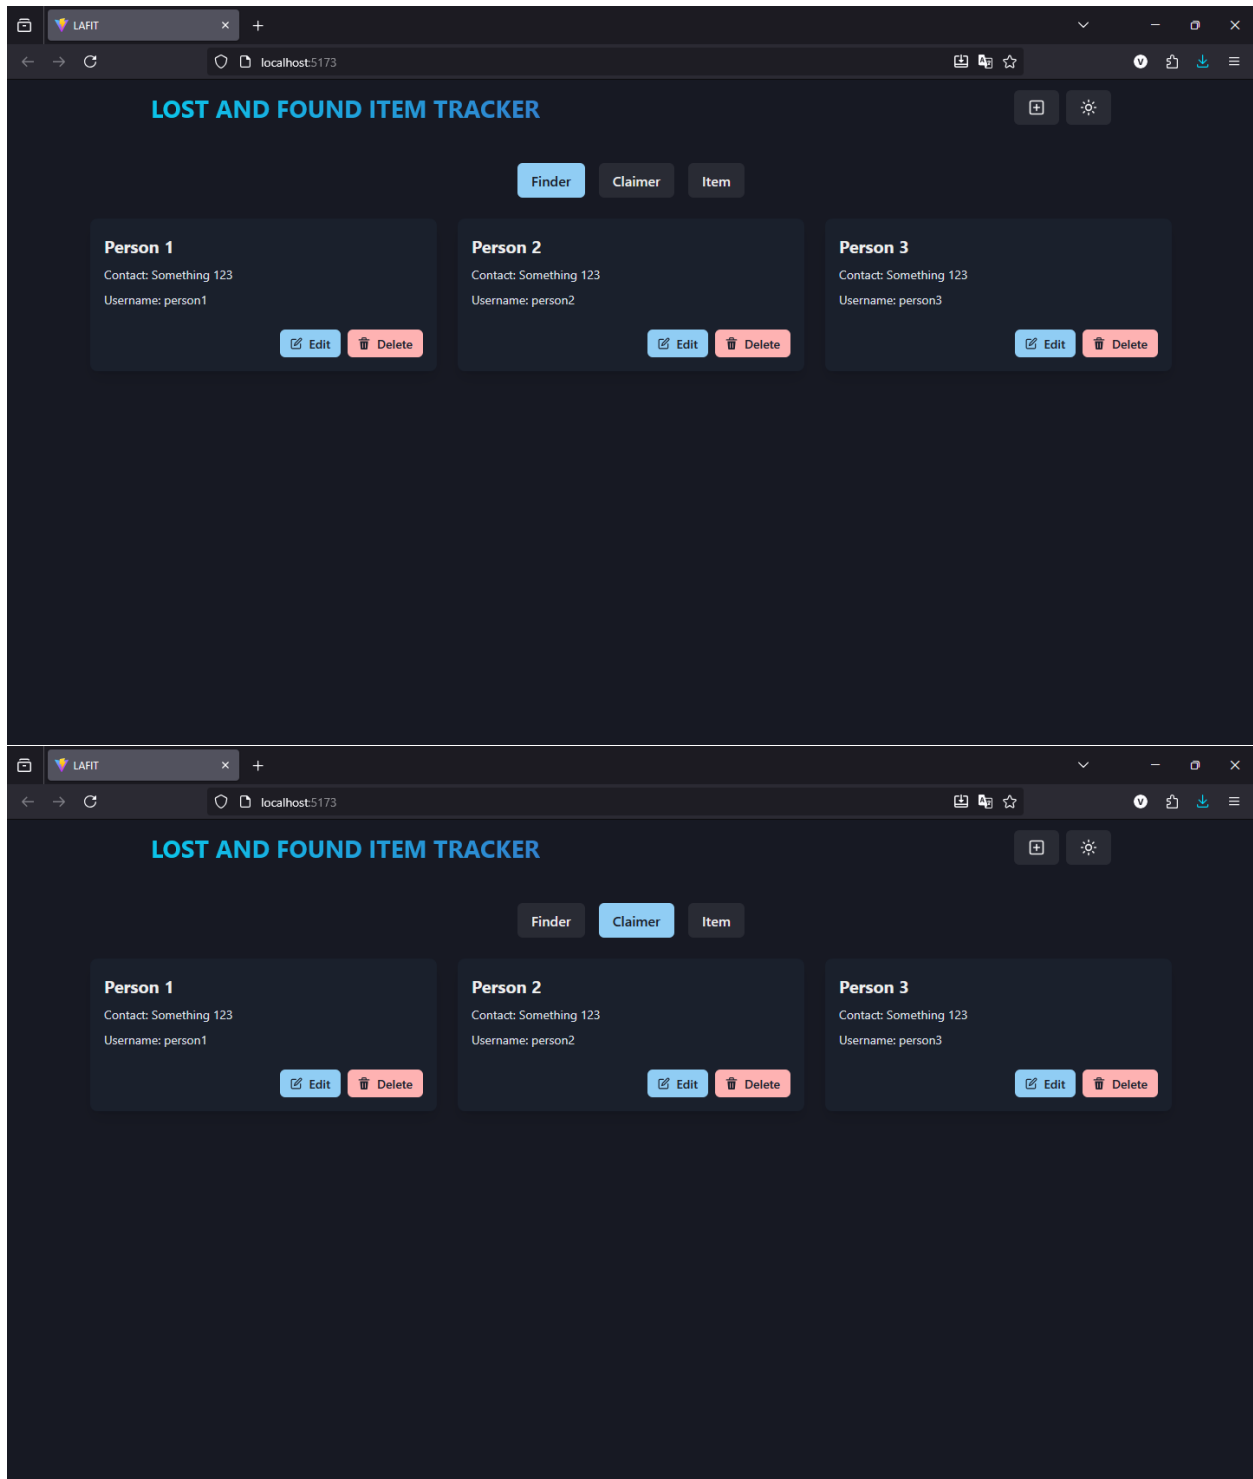 LAFIT
localhost:5173
LOST AND FOUND ITEM TRACKER
Finder Claimer Item
Person 1 Person 2 Person 3
Contact: Something 123 Contact: Something 123 Contact: Something 123
Username: person1 Username: person2 Username: person3
Edit Delete Edit Delete Edit Delete
LAFIT
localhost:5173
LOST AND FOUND ITEM TRACKER
Finder Claimer Item
Person 1 Person 2 Person 3
Contact: Something 123 Contact: Something 123 Contact: Something 123
Username: person1 Username: person2 Username: person3
Edit Delete Edit Delete Edit Delete